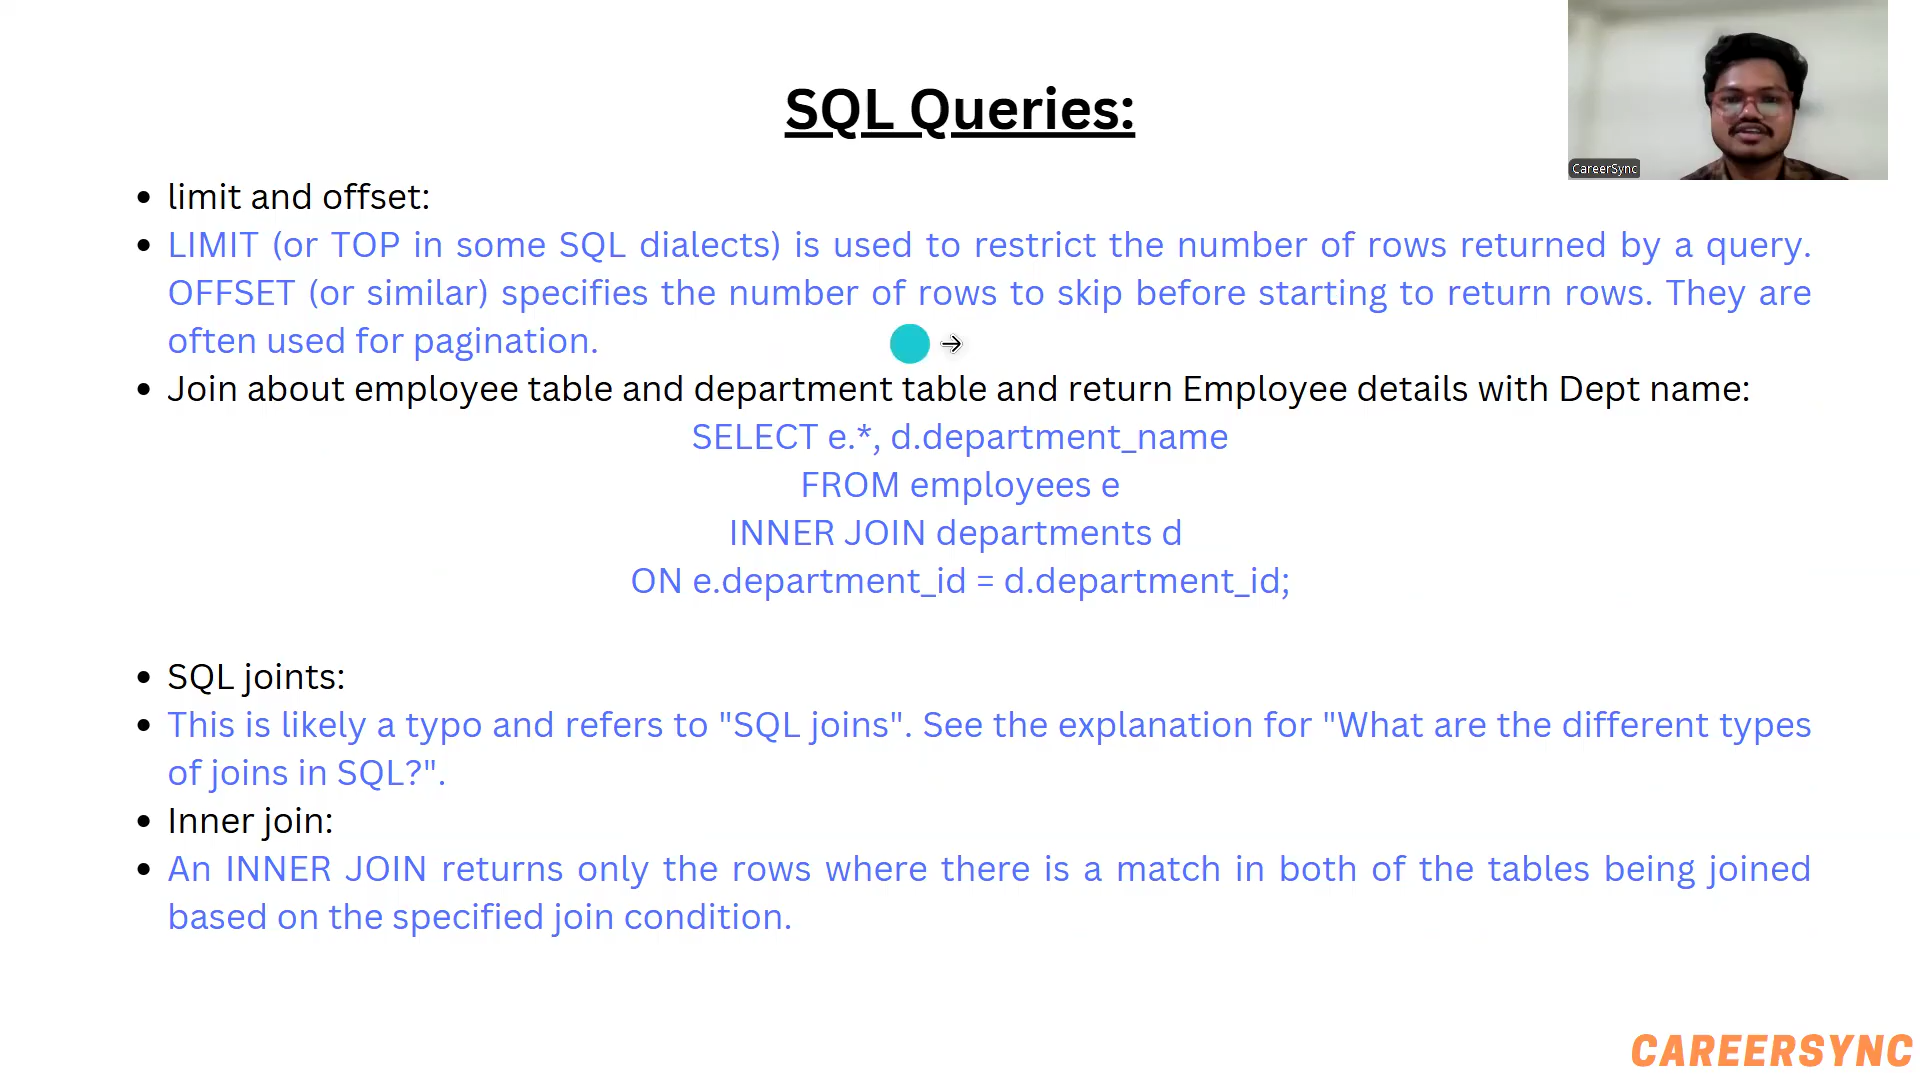 SQL Queries:
CareerSync
• limit and offset:
• LIMIT (or TOP in some SQL dialects) is used to restrict the number of rows returned by a query.
OFFSET (or similar) specifies the number of rows to skip before starting to return rows. They are
often used for pagination.
• Join about employee table and department table and return Employee details with Dept name:
SELECT e.*, d.department_name
FROM employees e
INNER JOIN departments d
ON e.department_id = d.department_id;
• SQL joints:
• This is likely a typo and refers to "SQL joins". See the explanation for "What are the different types
of joins in SQL?".
• Inner join:
• An INNER JOIN returns only the rows where there is a match in both of the tables being joined
based on the specified join condition.
CAREERSYNC